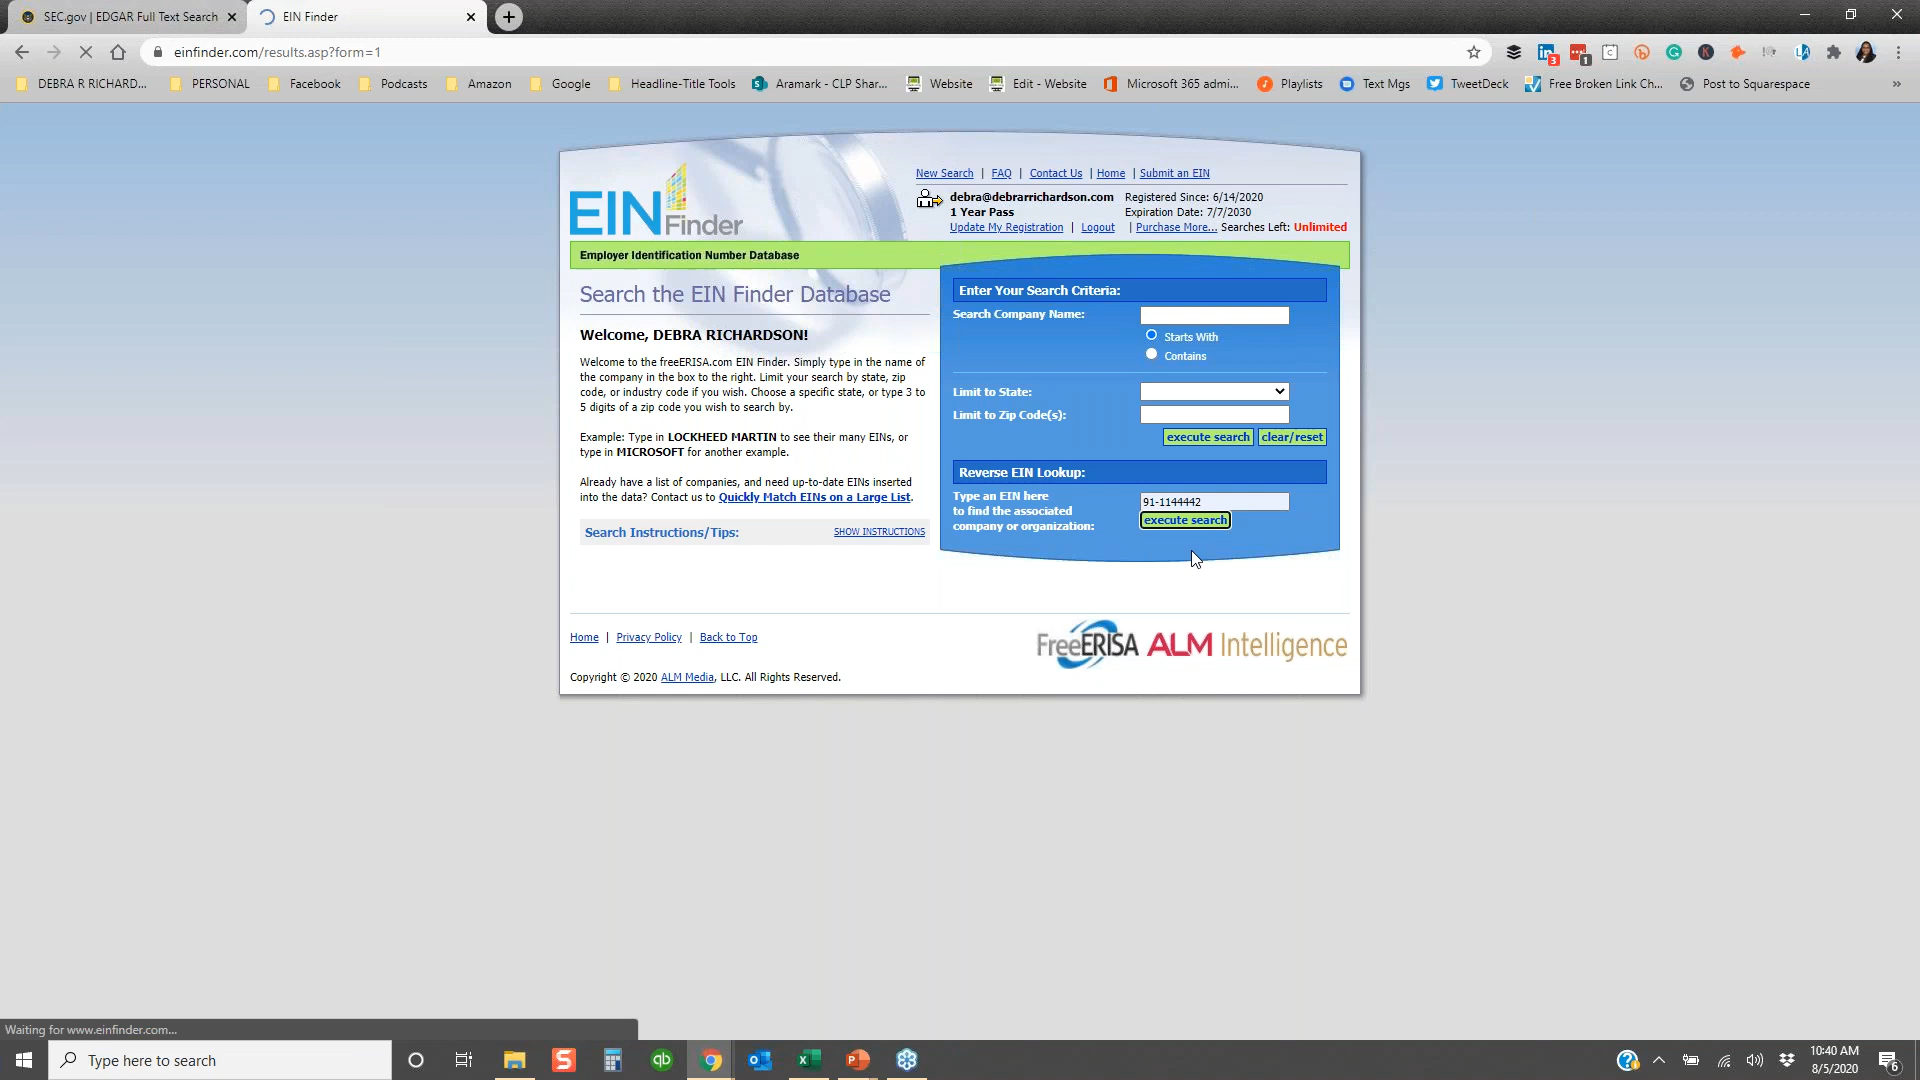 SEC.gov | EDGAR Full Text Search
EIN Finder
einfinder.com/results.asp?form=1
3
1
DEBRA R RICHARD...
PERSONAL
Facebook
Podcasts
Amazon
Google
Headline-Title Tools
Aramark - CLP Shar...
Website
Edit - Website
Microsoft 365 admi...
Playlists
Text Mgs
TweetDeck
Free Broken Link Ch...
Post to Squarespace
»
EIN Finder
New Search | FAQ | Contact Us | Home | Submit an EIN
debra@debrarrichardson.com Registered Since: 6/14/2020
1 Year Pass Expiration Date: 7/7/2030
Update My Registration | Logout | Purchase More... Searches Left: Unlimited
Employer Identification Number Database
Search the EIN Finder Database
Welcome, DEBRA RICHARDSON!
Welcome to the freeERISA.com EIN Finder. Simply type in the name of
the company in the box to the right. Limit your search by state, zip
code, or industry code if you wish. Choose a specific state, or type 3 to
5 digits of a zip code you wish to search by.
Example: Type in LOCKHEED MARTIN to see their many EINs, or
type in MICROSOFT for another example.
Already have a list of companies, and need up-to-date EINs inserted
into the data? Contact us to Quickly Match EINs on a Large List.
Search Instructions/Tips: SHOW INSTRUCTIONS
Enter Your Search Criteria:
Search Company Name:
Starts With
Contains
Limit to State:
Limit to Zip Code(s):
execute search clear/reset
Reverse EIN Lookup:
Type an EIN here
to find the associated
company or organization:
91-1144442
execute search
Home | Privacy Policy | Back to Top
FreeERISA ALM Intelligence
Copyright © 2020 ALM Media, LLC. All Rights Reserved.
Waiting for www.einfinder.com...
Type here to search
10:40 AM
8/5/2020
6